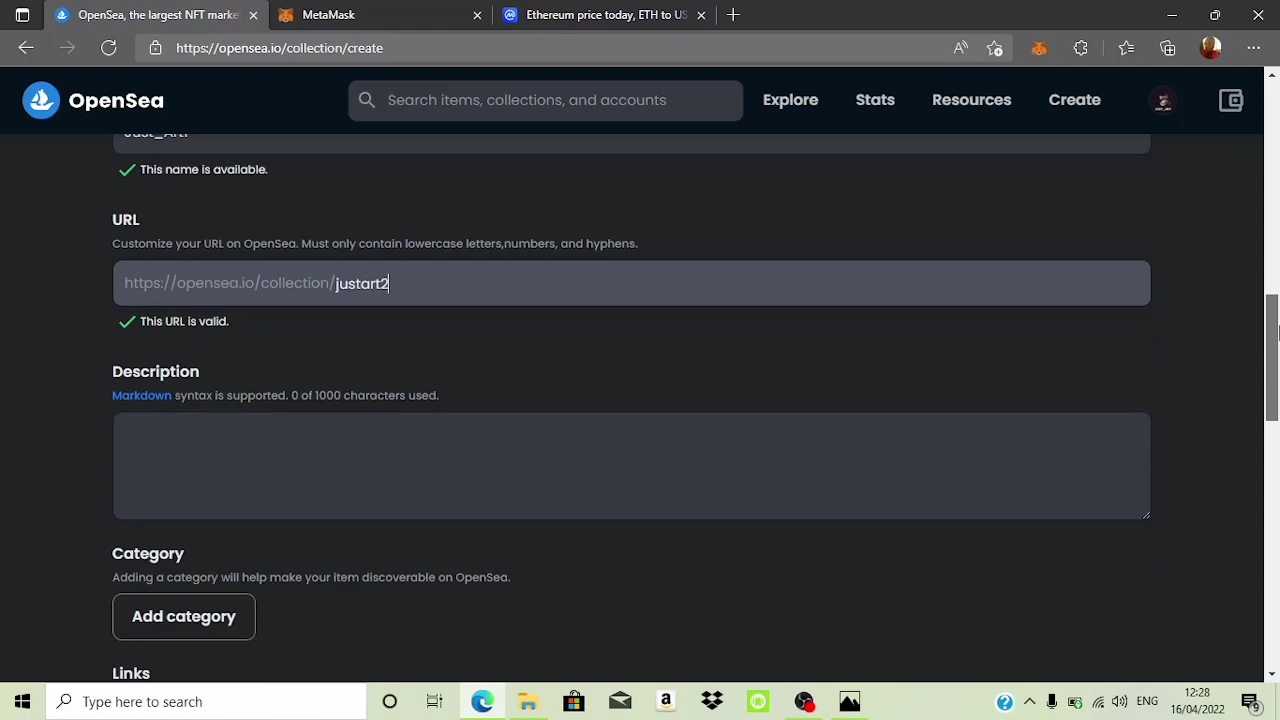 OpenSea, the largest NFT marke
MetaMask
Ethereum price today, ETH to US
https://opensea.io/collection/create
OpenSea
Search items, collections, and accounts
Explore
Stats
Resources
Create
This name is available.
URL
Customize your URL on OpenSea. Must only contain lowercase letters,numbers, and hyphens.
https://opensea.io/collection/justart2
This URL is valid.
Description
Markdown syntax is supported. 0 of 1000 characters used.
Category
Adding a category will help make your item discoverable on OpenSea.
Add category
Links
Type here to search
ENG
12:28
16/04/2022
9